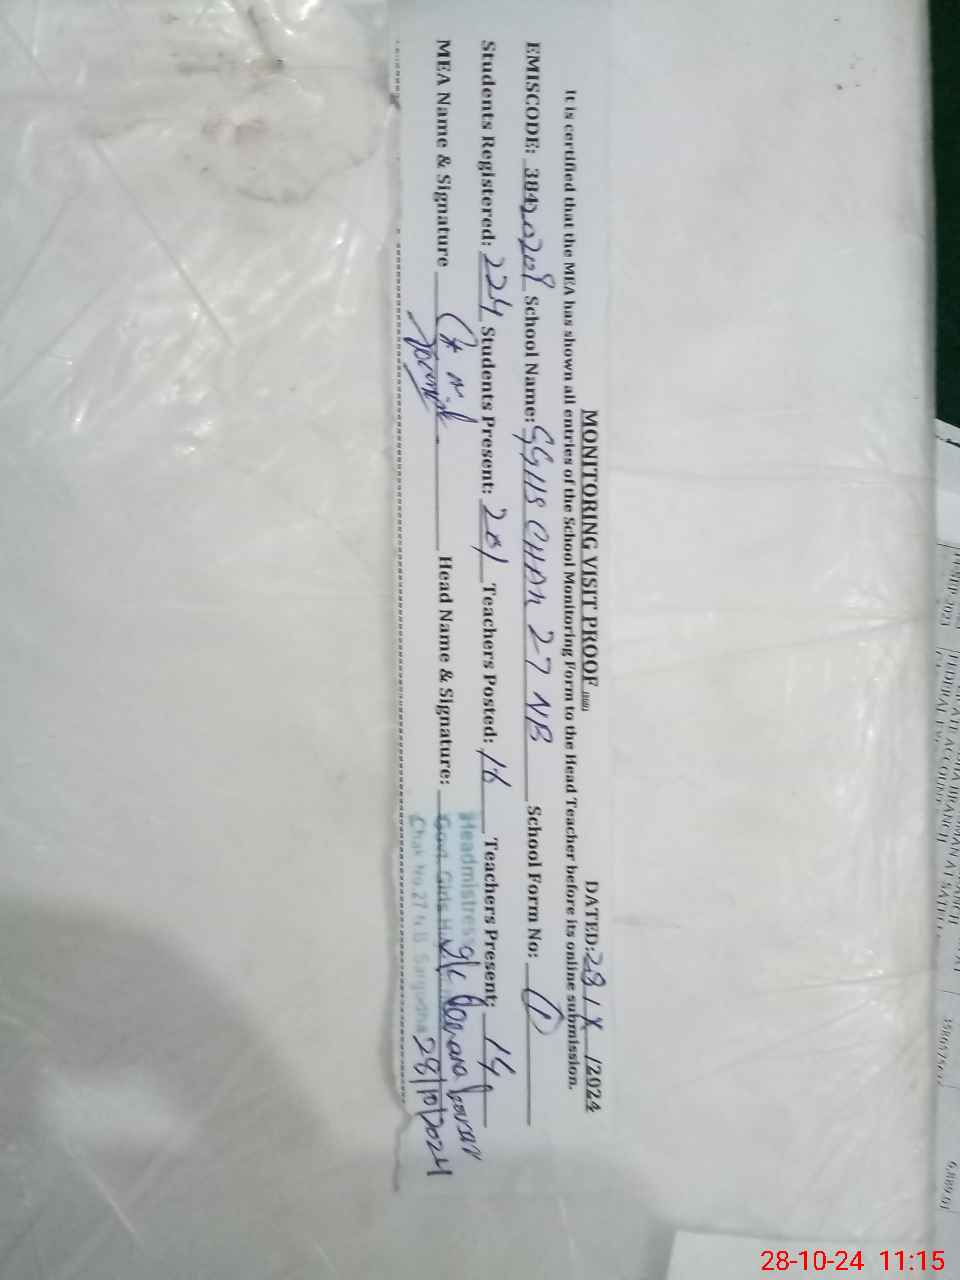 MONITORING VISIT PROOF DATED: 28 / X /2024
It is certified that the MEA has shown all entries of the School Monitoring Form to the Head Teacher before its online submission.
EMISCODE: 38420209 School Name: GGHS CHAK 27 NB School Form No: 1
Students Registered: 224 Students Present: 201 Teachers Posted: 16 Teachers Present: 14
MEA Name & Signature Head Name & Signature:
Headmistress
Govt. Girls H
Chak No.27 N.B Sargodha
28/10/2024
28-10-24 11:15